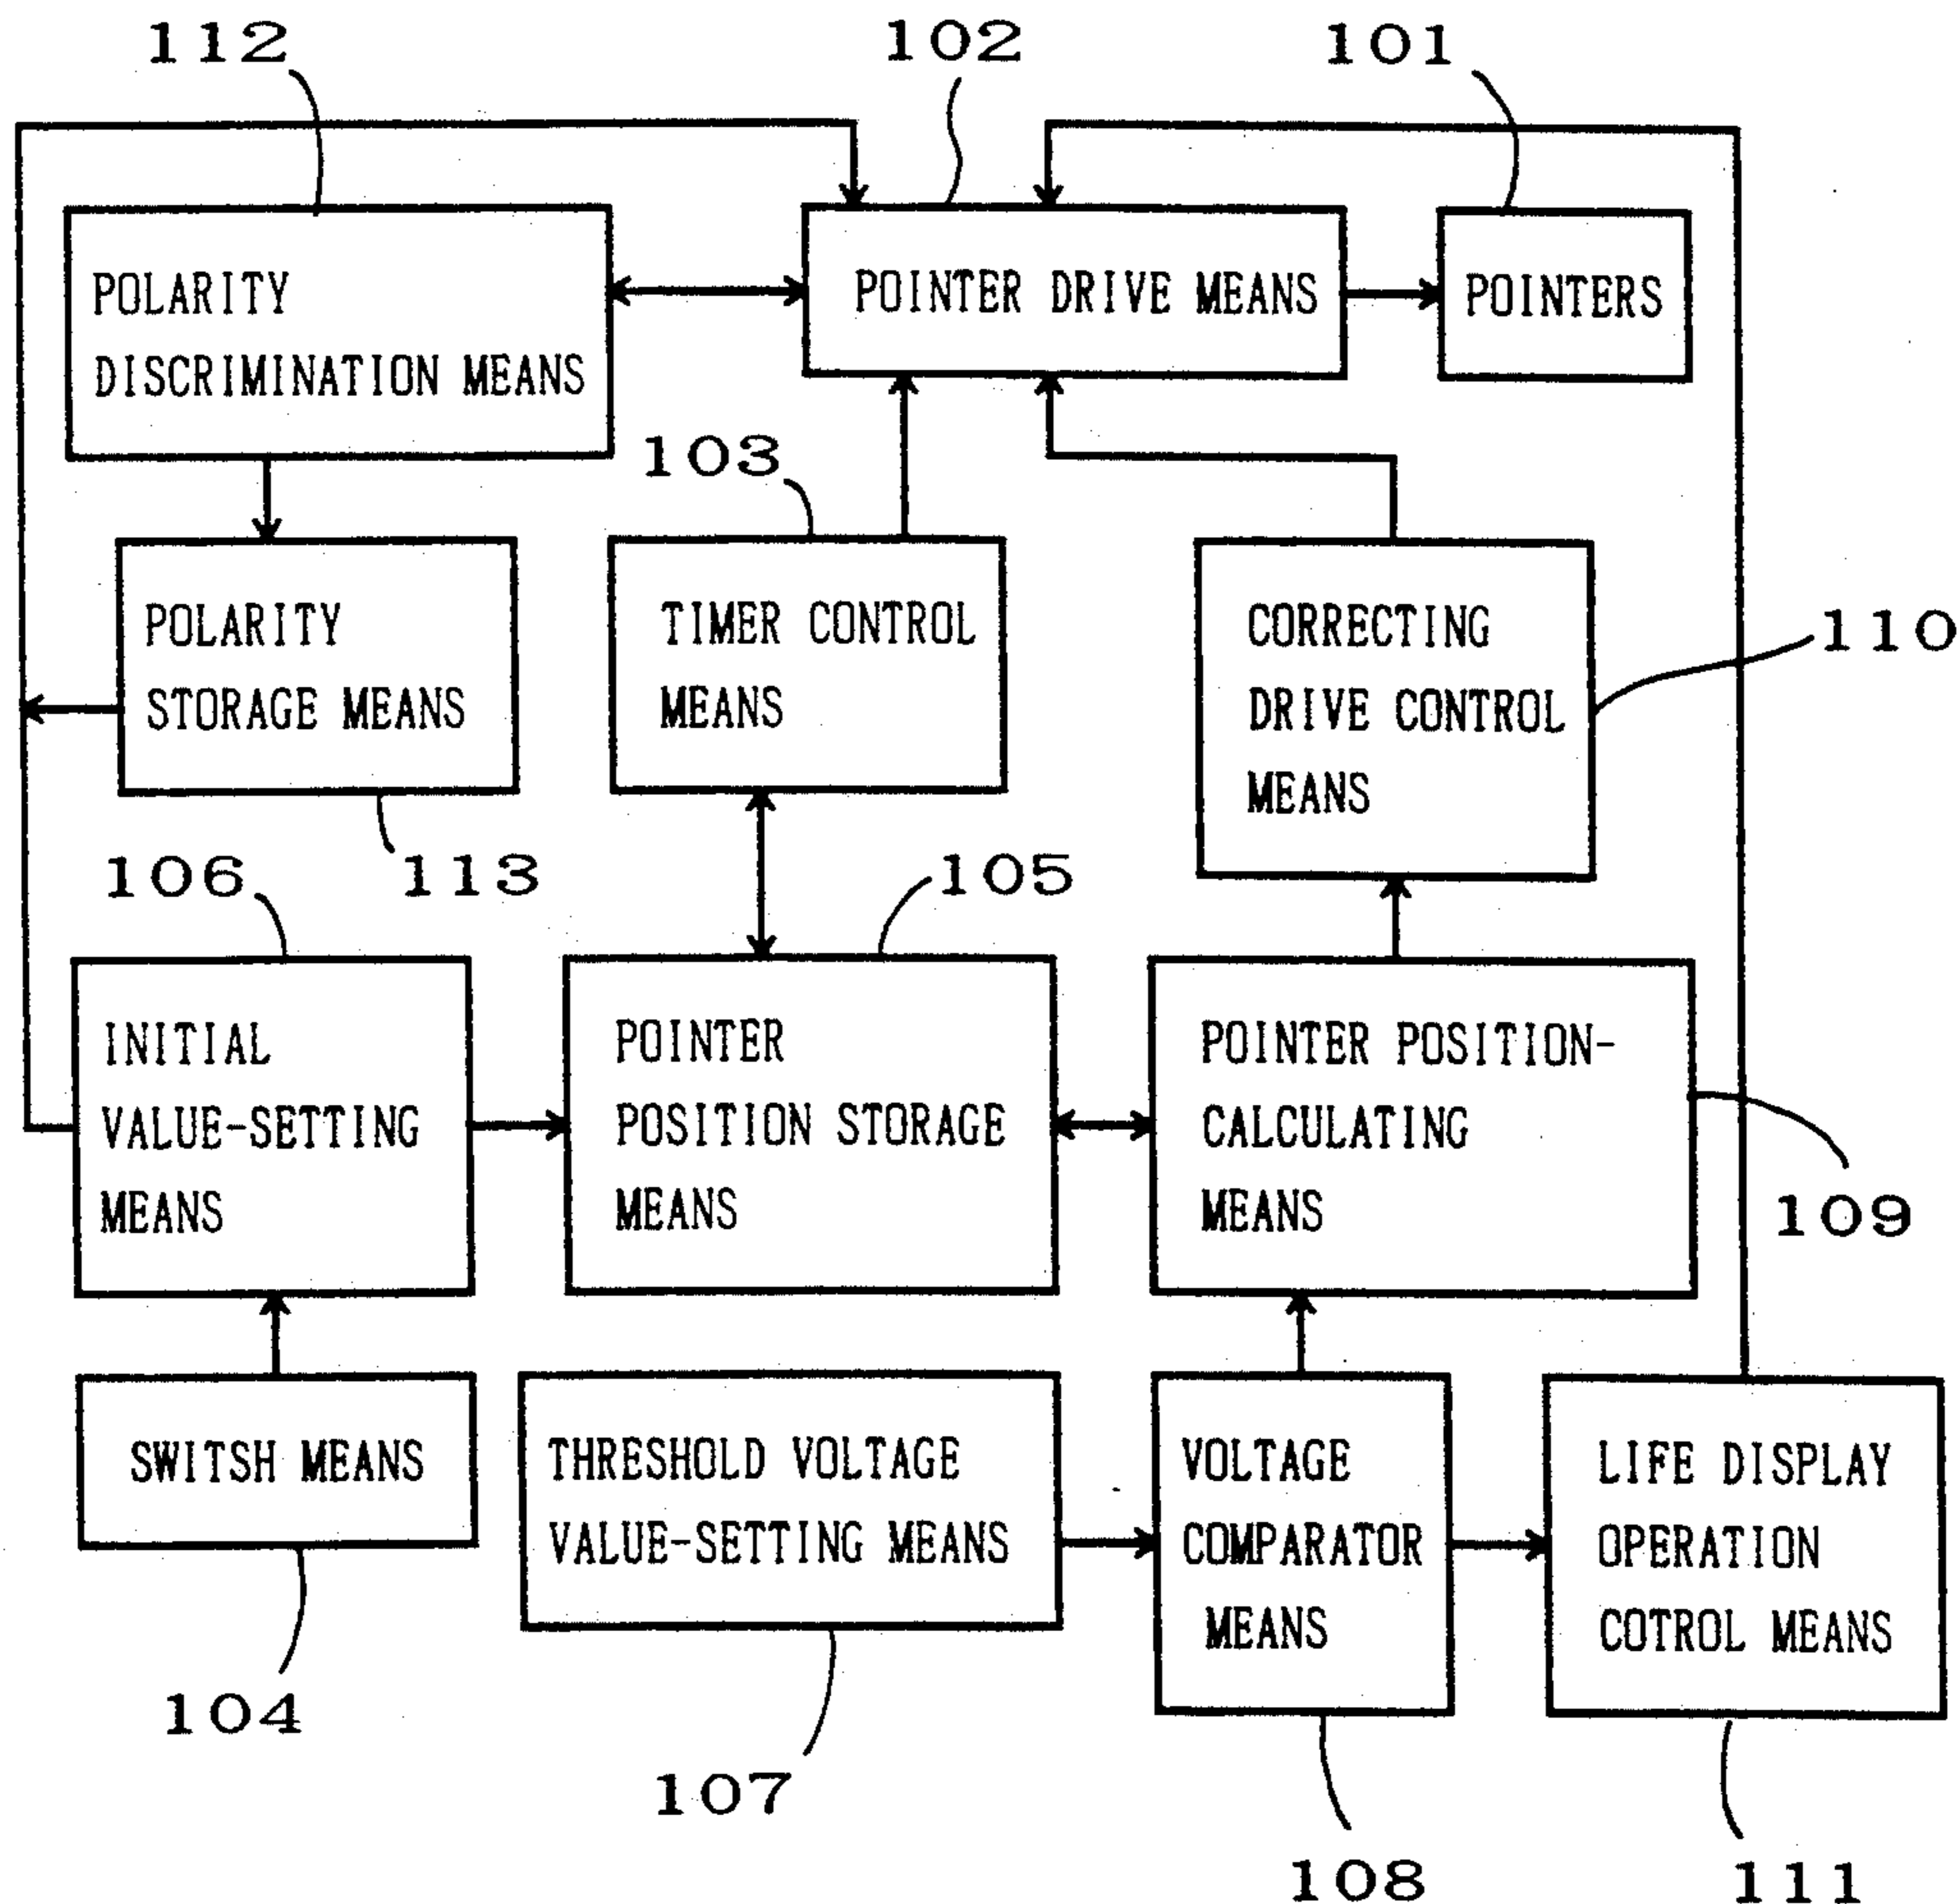 112
102
101
POLARITY
DISCRIMINATION MEANS
POINTER DRIVE MEANS
POINTERS
103
POLARITY
STORAGE MEANS
TIMER CONTROL
MEANS
CORRECTING
DRIVE CONTROL
MEANS
110
106
113
105
INITIAL
VALUE-SETTING
MEANS
POINTER
POSITION STORAGE
MEANS
POINTER POSITION-
CALCULATING
MEANS
109
SWITSH MEANS
THRESHOLD VOLTAGE
VALUE-SETTING MEANS
VOLTAGE
COMPARATOR
MEANS
LIFE DISPLAY
OPERATION
COTROL MEANS
104
107
108
111